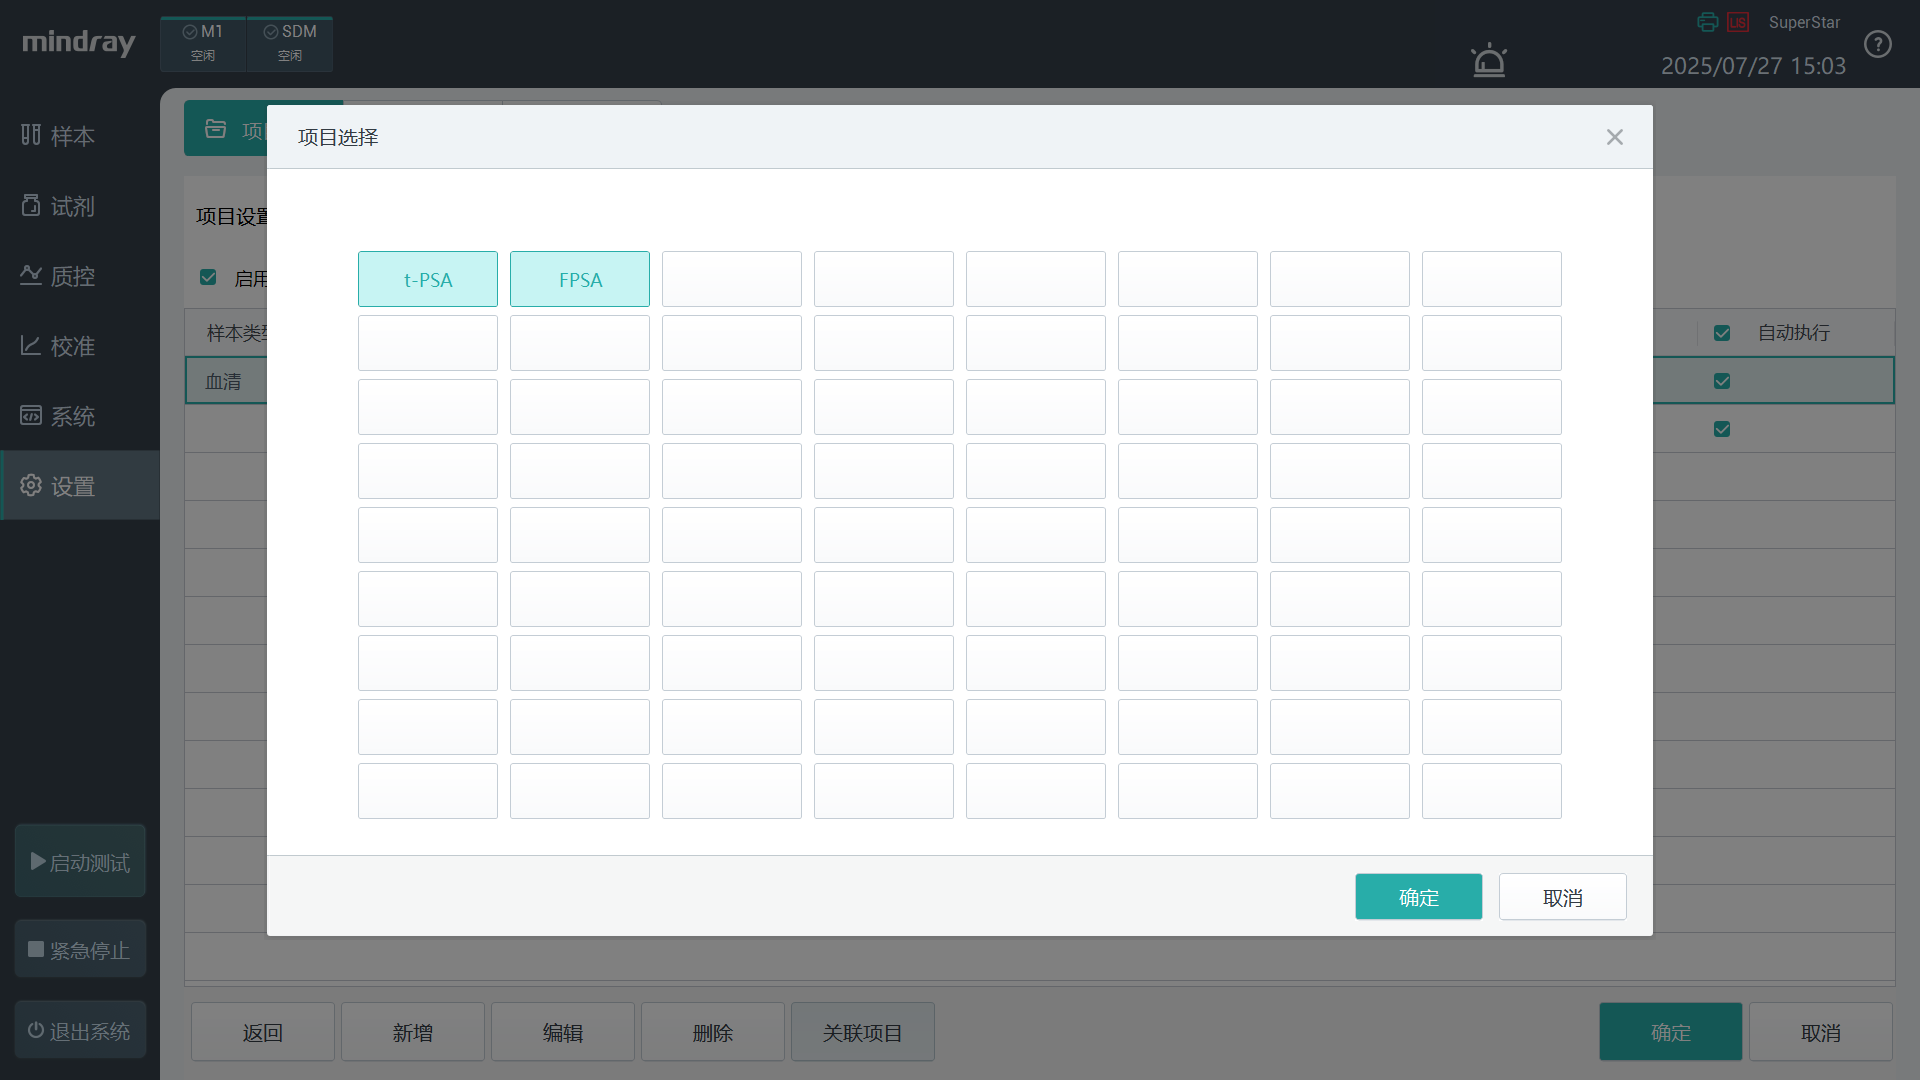 mindray
M1
空闲
SDM
空闲
LIS
SuperStar
2025/07/27 15:03
样本
试剂
质控
校准
系统
设置
启动测试
紧急停止
退出系统
项目选择
项目设置
启用
样本类型
自动执行
血清
t-PSA
FPSA
确定
取消
返回
新增
编辑
删除
关联项目
确定
取消